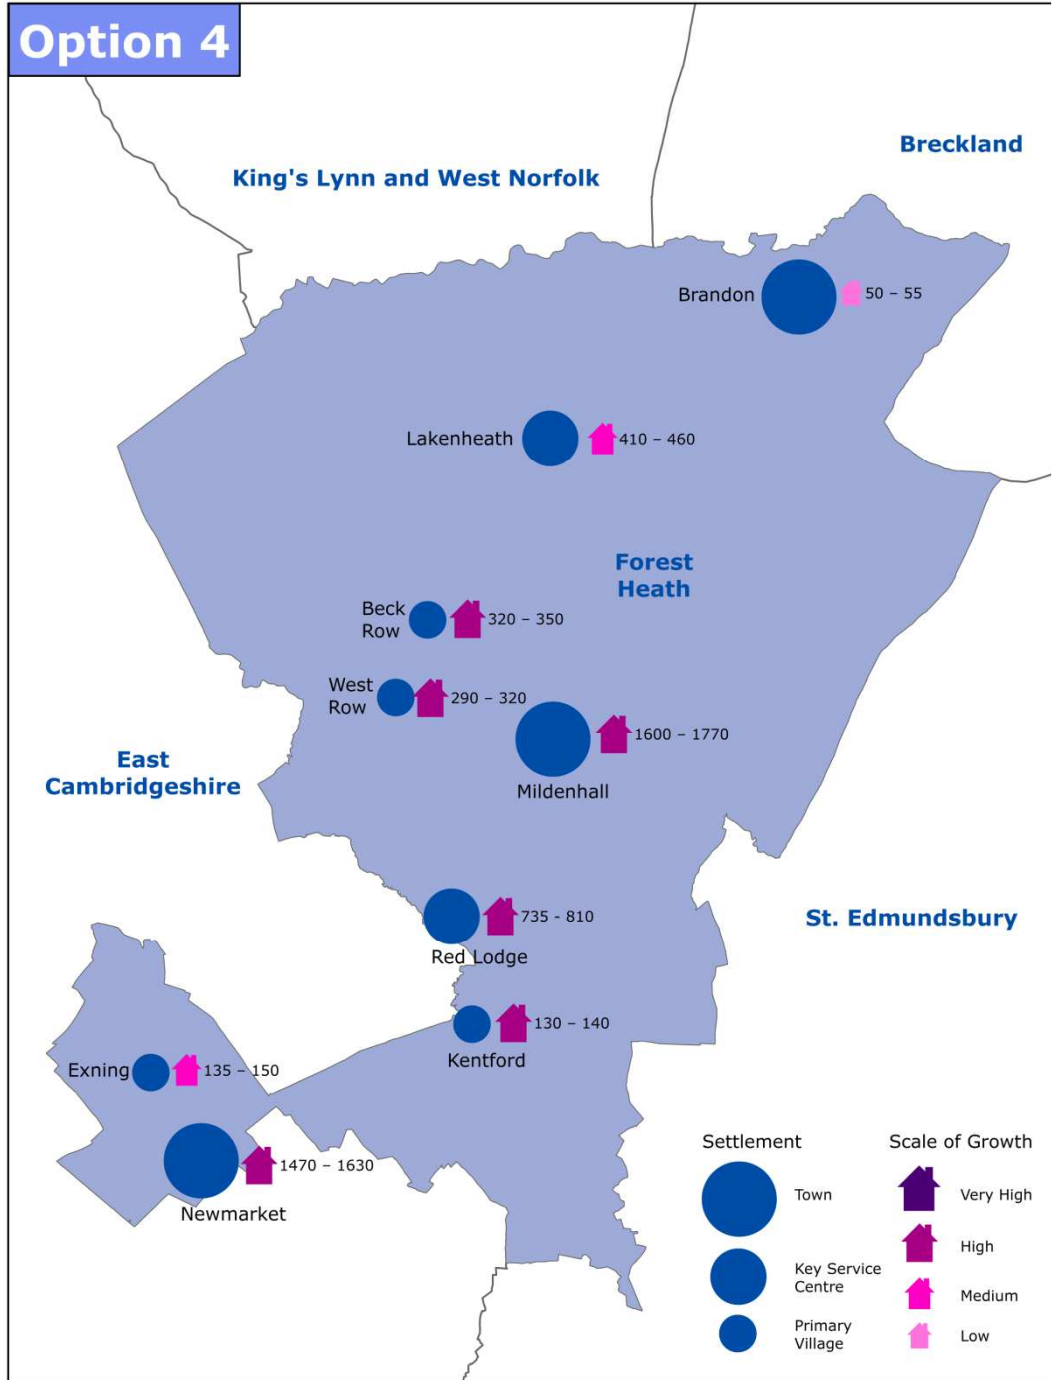 Option 4
Breckland
King's Lynn and West Norfolk
Brandon
50 – 55
Lakenheath
410 – 460
Forest
Heath
Beck
Row
320 – 350
West
Row
290 – 320
1600 – 1770
Mildenhall
East
Cambridgeshire
735 - 810
Red Lodge
St. Edmundsbury
130 – 140
Kentford
Exning
135 – 150
1470 – 1630
Newmarket
Settlement
Town
Key Service
Centre
Primary
Village
Scale of Growth
Very High
High
Medium
Low